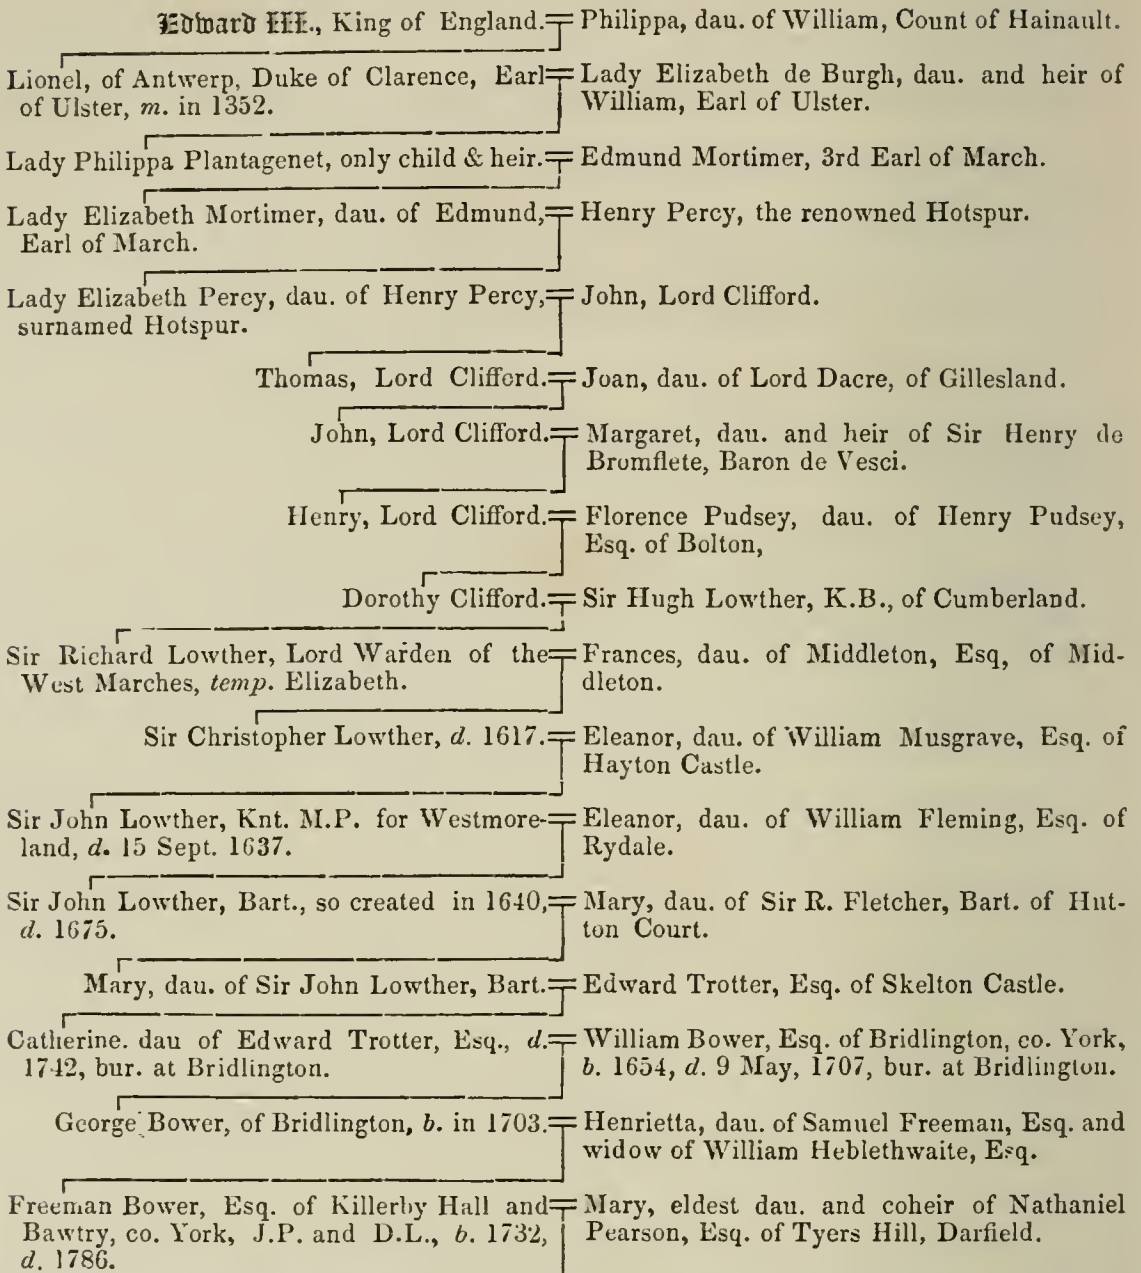 Edward III., King of England. Philippa, dau. of William, Count of Hainault.
Lionel, of Antwerp, Duke of Clarence, Earl
of Ulster, m. in 1352.
Lady Elizabeth de Burgh, dau. and heir of
William, Earl of Ulster.
Lady Philippa Plantagenet, only child & heir. Edmund Mortimer, 3rd Earl of March.
Lady Elizabeth Mortimer, dau. of Edmund,
Earl of March.
Henry Percy, the renowned Hotspur.
Lady Elizabeth Percy, dau. of Henry Percy,
surnamed Hotspur.
John, Lord Clifford.
Thomas, Lord Clifford. Joan, dau. of Lord Dacre, of Gillesland.
John, Lord Clifford.
Margaret, dau. and heir of Sir Henry de
Bromflete, Baron de Vesci.
Henry, Lord Clifford.
Florence Pudsey, dau. of Henry Pudsey,
Esq. of Bolton,
Dorothy Clifford. Sir Hugh Lowther, K.B., of Cumberland.
Sir Richard Lowther, Lord Warden of the
West Marches, temp. Elizabeth.
Frances, dau. of Middleton, Esq, of Mid-
dleton.
Sir Christopher Lowther, d. 1617.
Eleanor, dau. of William Musgrave, Esq. of
Hayton Castle.
Sir John Lowther, Knt. M.P. for Westmore-
land, d. 15 Sept. 1637.
Eleanor, dau. of William Fleming, Esq. of
Rydale.
Sir John Lowther, Bart., so created in 1640,
d. 1675.
Mary, dau. of Sir R. Fletcher, Bart. of Hut-
ton Court.
Mary, dau. of Sir John Lowther, Bart. Edward Trotter, Esq. of Skelton Castle.
Catherine. dau of Edward Trotter, Esq., d.
1742, bur. at Bridlington.
William Bower, Esq. of Bridlington, co. York,
b. 1654, d. 9 May, 1707, bur. at Bridlington.
George Bower, of Bridlington, b. in 1703.
Henrietta, dau. of Samuel Freeman, Esq. and
widow of William Heblethwaite, Esq.
Freeman Bower, Esq. of Killerby Hall and
Bawtry, co. York, J.P. and D.L., b. 1732,
d. 1786.
Mary, eldest dau. and coheir of Nathaniel
Pearson, Esq. of Tyers Hill, Darfield.